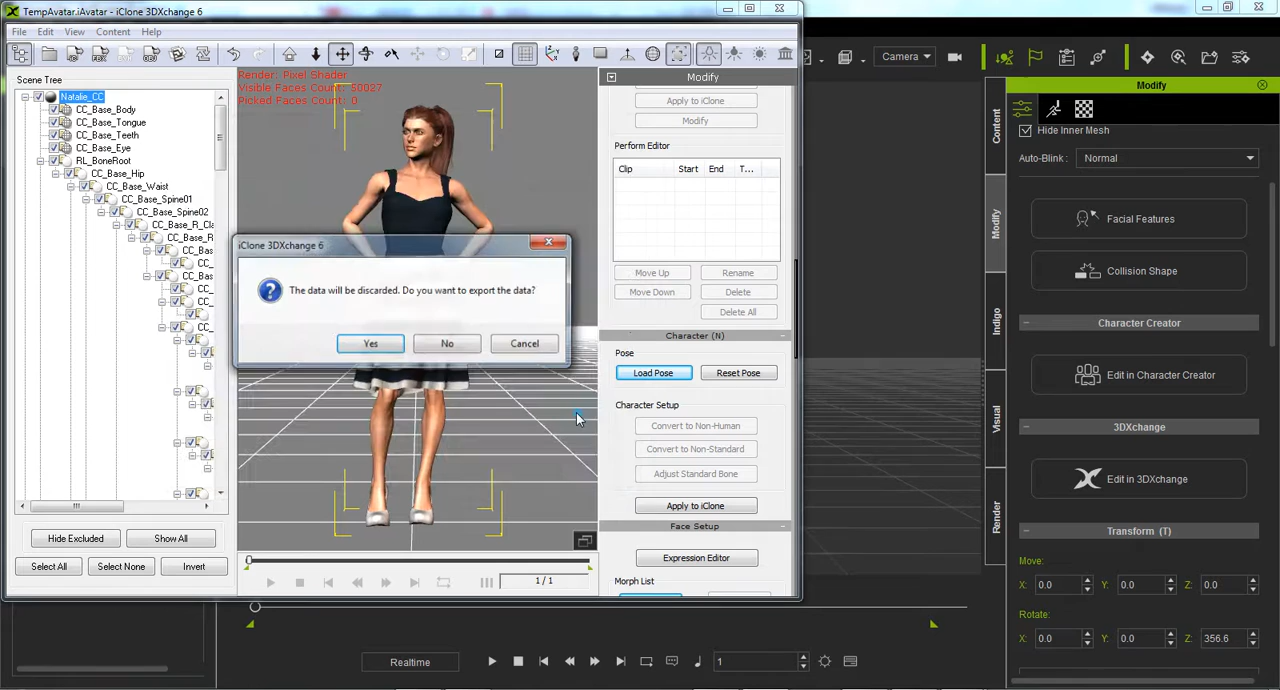 TempAvatar.iAvatar - iClone 3DXchange 6
File Edit View Content Help
Camera
Scene Tree
Natalie_CC
CC_Base_Body
CC_Base_Tongue
CC_Base_Teeth
CC_Base_Eye
RL_BoneRoot
CC_Base_Hip
CC_Base_Waist
CC_Base_Spine01
CC_Base_Spine02
CC_Base_R_Cla
CC_Base_R
CC_Bas
CC_
CC_Bas
CC_
CC_
CC_
Hide Excluded Show All
Select All Select None Invert
Render: Pixel Shader
Visible Faces Count: 50027
Picked Faces Count: 0
iClone 3DXchange 6
The data will be discarded. Do you want to export the data?
Yes No Cancel
1 / 1
Modify
Apply to iClone
Modify
Perform Editor
Clip Start End T...
Move Up Rename
Move Down Delete
Delete All
Character (N)
Pose
Load Pose Reset Pose
Character Setup
Convert to Non-Human
Convert to Non-Standard
Adjust Standard Bone
Apply to iClone
Face Setup
Expression Editor
Morph List
Content
Modify
Indigo
Visual
Render
Modify
Hide Inner Mesh
Auto-Blink: Normal
Facial Features
Collision Shape
Character Creator
Edit in Character Creator
3DXchange
Edit in 3DXchange
Transform (T)
Move:
X: 0.0 Y: 0.0 Z: 0.0
Rotate:
X: 0.0 Y: 0.0 Z: 356.6
Realtime
1